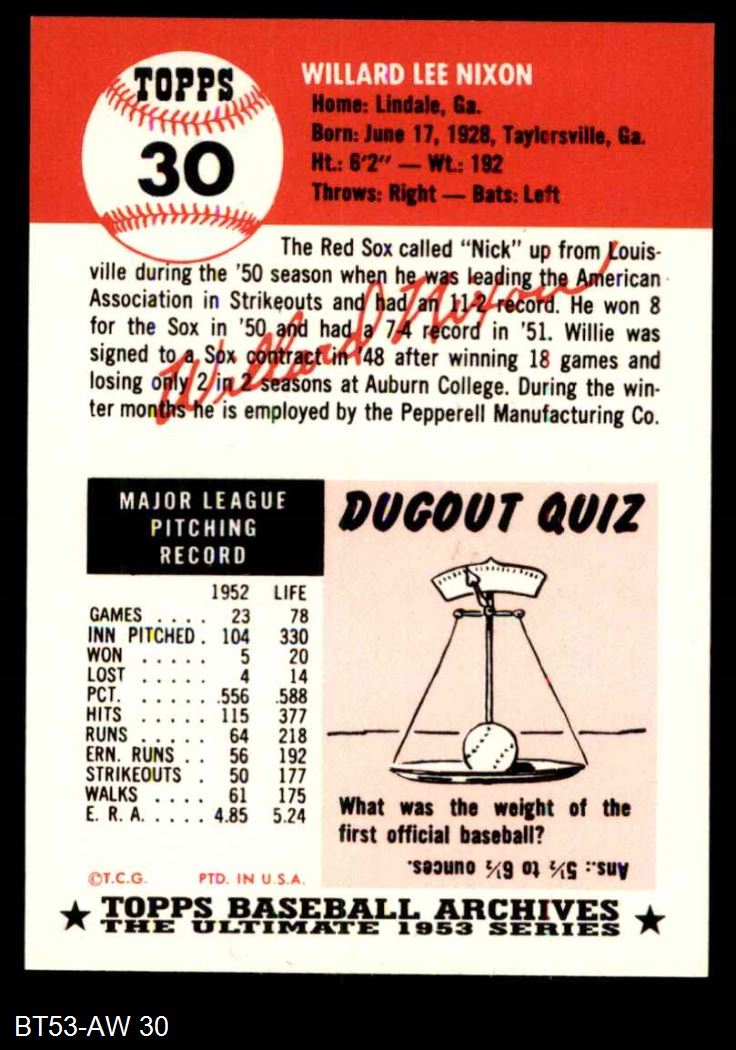 TOPPS
30
WILLARD LEE NIXON
Home: Lindale, Ga.
Born: June 17, 1928, Taylorsville, Ga.
Ht.: 6'2" — Wt.: 192
Throws: Right — Bats: Left
The Red Sox called "Nick" up from Louis-
ville during the '50 season when he was leading the American
Association in Strikeouts and had an 11-2 record. He won 8
for the Sox in '50 and had a 7-4 record in '51. Willie was
signed to a Sox contract in '48 after winning 18 games and
losing only 2 in 2 seasons at Auburn College. During the win-
ter months he is employed by the Pepperell Manufacturing Co.
Willard Nixon
MAJOR LEAGUE
PITCHING
RECORD
1952 LIFE
GAMES . . . . 23 78
INN PITCHED . 104 330
WON . . . . . 5 20
LOST . . . . . 4 14
PCT. . . . . . .556 .588
HITS . . . . . 115 377
RUNS . . . . . 64 218
ERN. RUNS . . 56 192
STRIKEOUTS . 50 177
WALKS . . . . 61 175
E. R. A. . . . . . 4.85 5.24
DUGOUT QUIZ
What was the weight of the
first official baseball?
Ans.: 5½ to 6½ ounces.
©T.C.G. PTD. IN U.S.A.
TOPPS BASEBALL ARCHIVES
THE ULTIMATE 1953 SERIES
BT53-AW 30